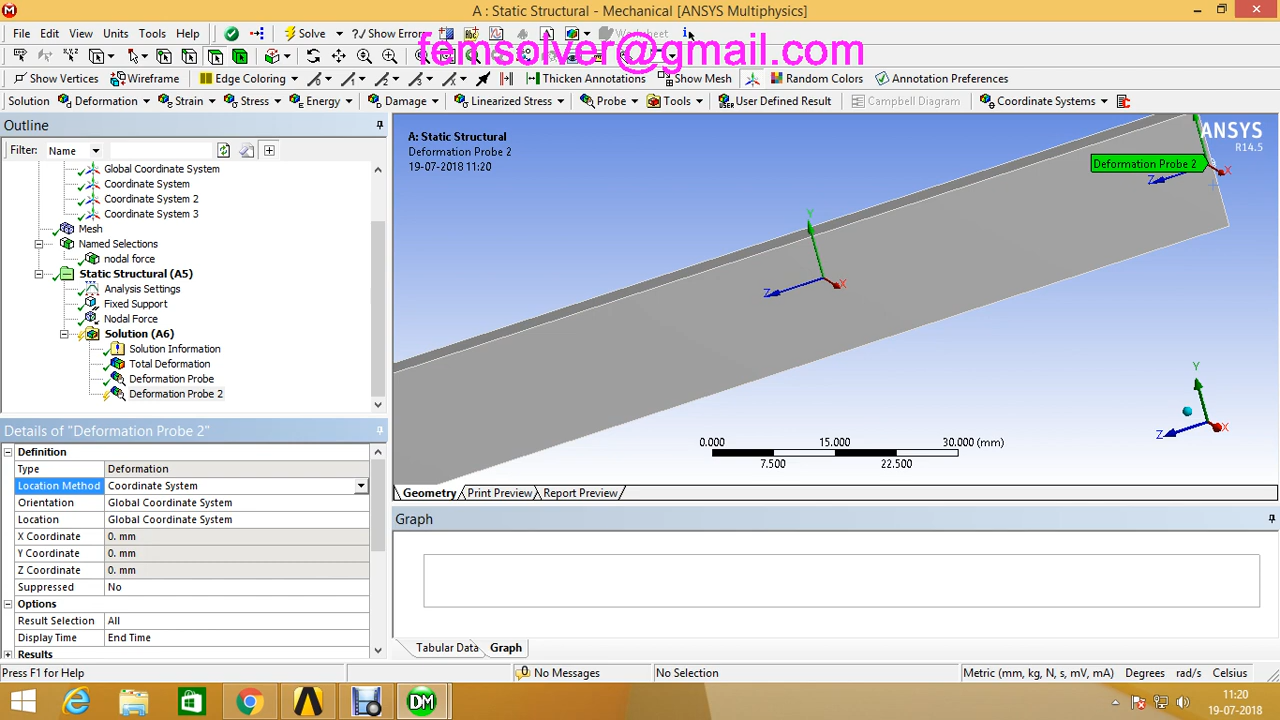 A : Static Structural - Mechanical [ANSYS Multiphysics]
File Edit View Units Tools Help Solve ?/ Show Errors Worksheet
femsolver@gmail.com
Show Vertices Wireframe Edge Coloring Thicken Annotations Show Mesh Random Colors Annotation Preferences
Solution Deformation Strain Stress Energy Damage Linearized Stress Probe Tools User Defined Result Campbell Diagram Coordinate Systems
Outline
Filter: Name
Global Coordinate System
Coordinate System
Coordinate System 2
Coordinate System 3
Mesh
Named Selections
nodal force
Static Structural (A5)
Analysis Settings
Fixed Support
Nodal Force
Solution (A6)
Solution Information
Total Deformation
Deformation Probe
Deformation Probe 2
Details of "Deformation Probe 2"
Definition
Type Deformation
Location Method Coordinate System
Orientation Global Coordinate System
Location Global Coordinate System
X Coordinate 0. mm
Y Coordinate 0. mm
Z Coordinate 0. mm
Suppressed No
Options
Result Selection All
Display Time End Time
Results
A: Static Structural
Deformation Probe 2
19-07-2018 11:20
ANSYS
R14.5
Deformation Probe 2
Z X
Y
Z X
Y
Z X
0.000 15.000 30.000 (mm)
7.500 22.500
Geometry Print Preview Report Preview
Graph
Tabular Data Graph
Press F1 for Help No Messages No Selection Metric (mm, kg, N, s, mV, mA) Degrees rad/s Celsius
DM
11:20
19-07-2018